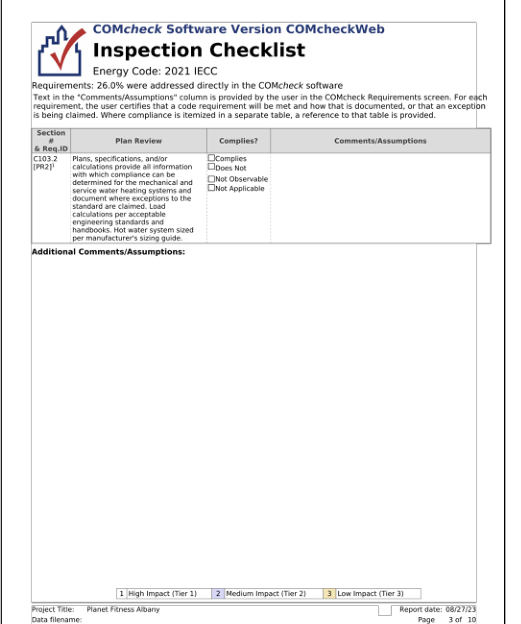 COMcheck Software Version COMcheckWeb
Inspection Checklist
Energy Code: 2021 IECC
Requirements: 26.0% were addressed directly in the COMcheck software
Text in the "Comments/Assumptions" column is provided by the user in the COMcheck Requirements screen. For each
requirement, the user certifies that a code requirement will be met and how that is documented, or that an exception
is being claimed. Where compliance is itemized in a separate table, a reference to that table is provided.
Section
#
& Req.ID
Plan Review
Complies?
Comments/Assumptions
C103.2
[PR2]¹
Plans, specifications, and/or
calculations provide all information
with which compliance can be
determined for the mechanical and
service water heating systems and
document where exceptions to the
standard are claimed. Load
calculations per acceptable
engineering standards and
handbooks. Hot water system sized
per manufacturer's sizing guide.
☐Complies
☐Does Not
☐Not Observable
☐Not Applicable
Additional Comments/Assumptions:
1 High Impact (Tier 1) 2 Medium Impact (Tier 2) 3 Low Impact (Tier 3)
Project Title: Planet Fitness Albany
Report date: 08/27/23
Data filename:
Page 3 of 10